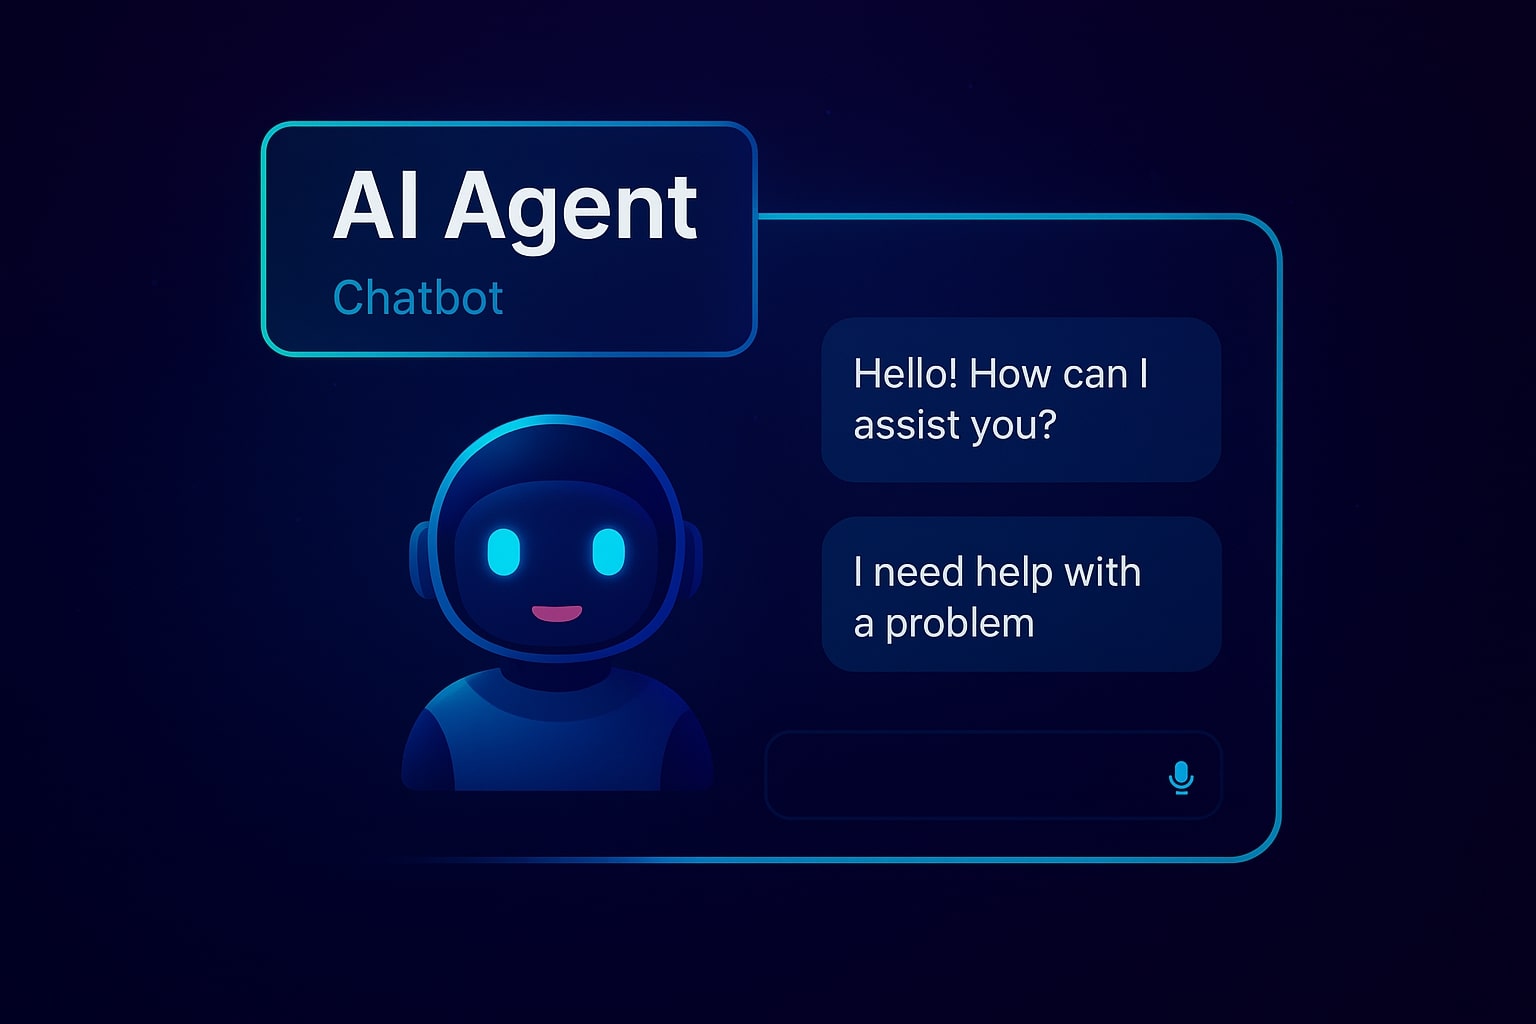 AI Agent
Chatbot
Hello! How can I
assist you?
I need help with
a problem